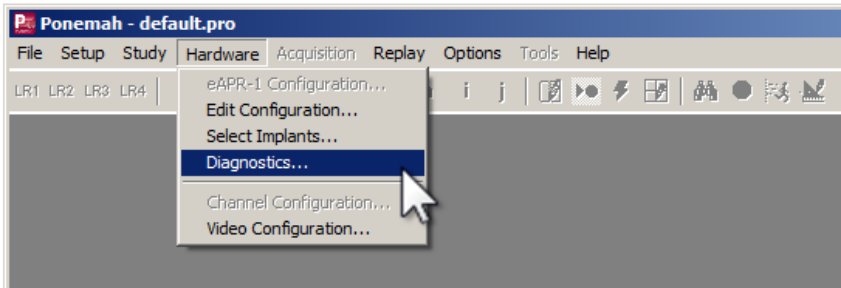 Ponemah - default.pro
File Setup Study Hardware Acquisition Replay Options Tools Help
LR1 LR2 LR3 LR4 i j
eAPR-1 Configuration...
Edit Configuration...
Select Implants...
Diagnostics...
Channel Configuration...
Video Configuration...